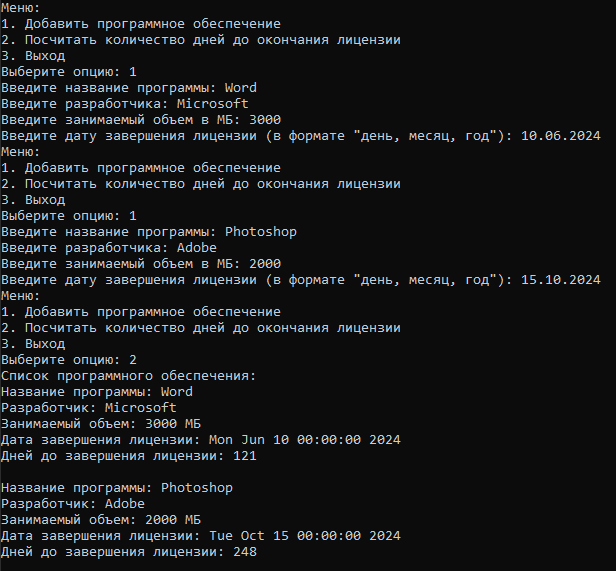 Меню:
1. Добавить программное обеспечение
2. Посчитать количество дней до окончания лицензии
3. Выход
Выберите опцию: 1
Введите название программы: Word
Введите разработчика: Microsoft
Введите занимаемый объем в МБ: 3000
Введите дату завершения лицензии (в формате "день, месяц, год"): 10.06.2024
Меню:
1. Добавить программное обеспечение
2. Посчитать количество дней до окончания лицензии
3. Выход
Выберите опцию: 1
Введите название программы: Photoshop
Введите разработчика: Adobe
Введите занимаемый объем в МБ: 2000
Введите дату завершения лицензии (в формате "день, месяц, год"): 15.10.2024
Меню:
1. Добавить программное обеспечение
2. Посчитать количество дней до окончания лицензии
3. Выход
Выберите опцию: 2
Список программного обеспечения:
Название программы: Word
Разработчик: Microsoft
Занимаемый объем: 3000 МБ
Дата завершения лицензии: Mon Jun 10 00:00:00 2024
Дней до завершения лицензии: 121
Название программы: Photoshop
Разработчик: Adobe
Занимаемый объем: 2000 МБ
Дата завершения лицензии: Tue Oct 15 00:00:00 2024
Дней до завершения лицензии: 248